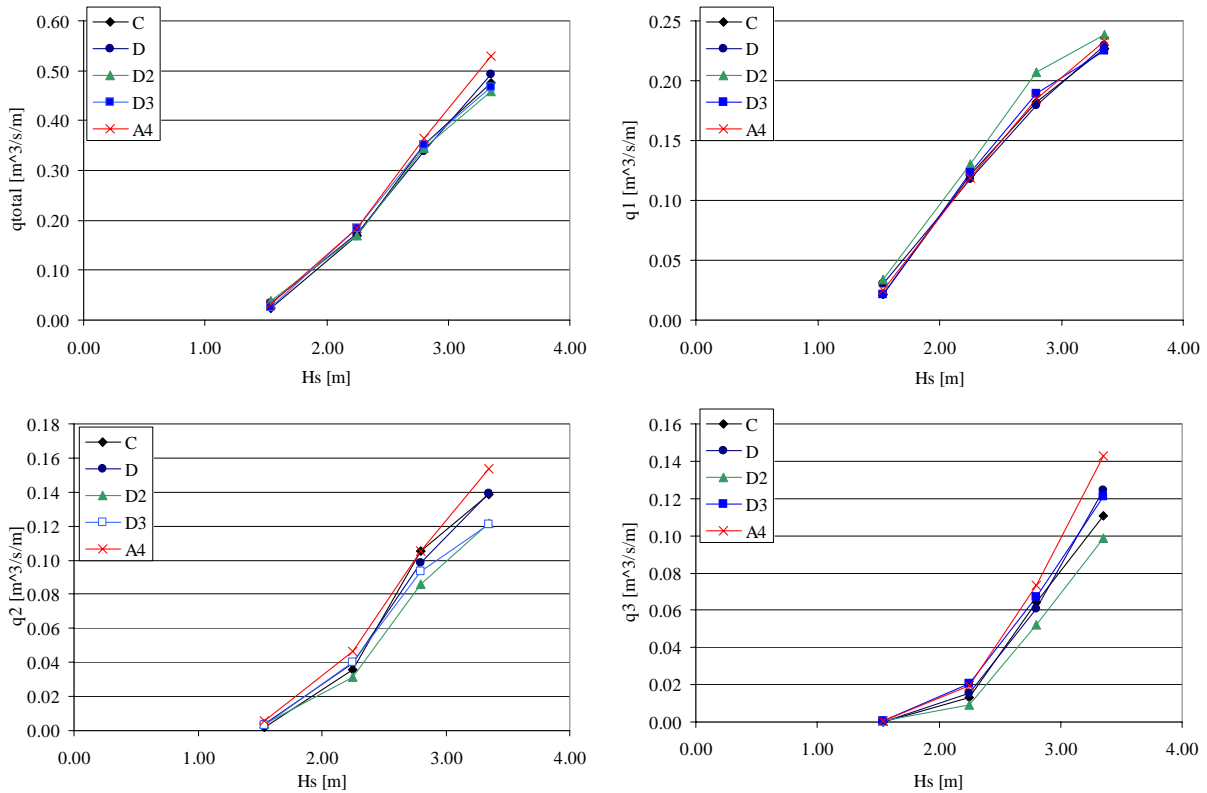 0.60
0.50
0.40
0.30
0.20
0.10
0.00
qtotal [m^3/s/m]
C
D
D2
D3
A4
0.00 1.00 2.00 3.00 4.00
Hs [m]
0.25
0.20
0.15
0.10
0.05
0.00
q1 [m^3/s/m]
C
D
D2
D3
A4
0.00 1.00 2.00 3.00 4.00
Hs [m]
0.18
0.16
0.14
0.12
0.10
0.08
0.06
0.04
0.02
0.00
q2 [m^3/s/m]
C
D
D2
D3
A4
0.00 1.00 2.00 3.00 4.00
Hs [m]
0.16
0.14
0.12
0.10
0.08
0.06
0.04
0.02
0.00
q3 [m^3/s/m]
C
D
D2
D3
A4
0.00 1.00 2.00 3.00 4.00
Hs [m]